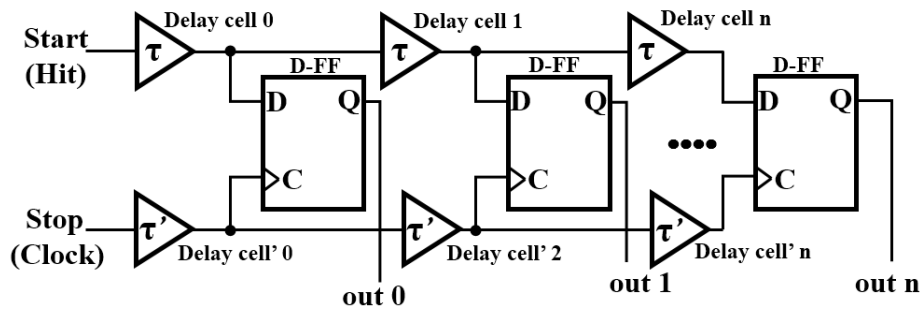 Delay cell 0
Delay cell 1
Delay cell n
Start
(Hit)
τ
τ
τ
D-FF
D-FF
D-FF
D
Q
D
Q
D
Q
C
C
C
Stop
(Clock)
τ’
τ’
τ’
Delay cell’ 0
Delay cell’ 2
Delay cell’ n
out 0
out 1
out n